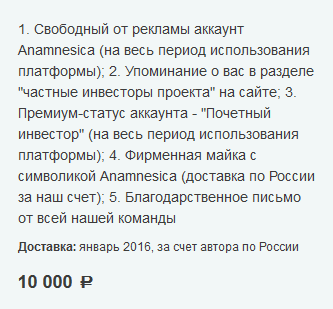 1. Свободный от рекламы аккаунт
Anamnesica (на весь период использования
платформы); 2. Упоминание о вас в разделе
"частные инвесторы проекта" на сайте; 3.
Премиум-статус аккаунта - "Почетный
инвестор" (на весь период использования
платформы); 4. Фирменная майка с
символикой Anamnesica (доставка по России
за наш счет); 5. Благодарственное письмо
от всей нашей команды
Доставка: январь 2016, за счет автора по России
10 000 ₽